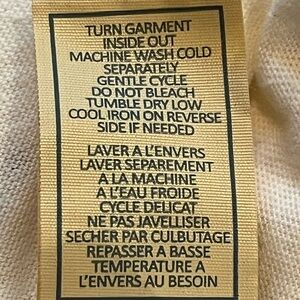 TURN GARMENT
INSIDE OUT
MACHINE WASH COLD
SEPARATELY
GENTLE CYCLE
DO NOT BLEACH
TUMBLE DRY LOW
COOL IRON ON REVERSE
SIDE IF NEEDED
LAVER A L'ENVERS
LAVER SEPAREMENT
A LA MACHINE
A L'EAU FROIDE
CYCLE DELICAT
NE PAS JAVELLISER
SECHER PAR CULBUTAGE
REPASSER A BASSE
TEMPERATURE A
L'ENVERS AU BESOIN